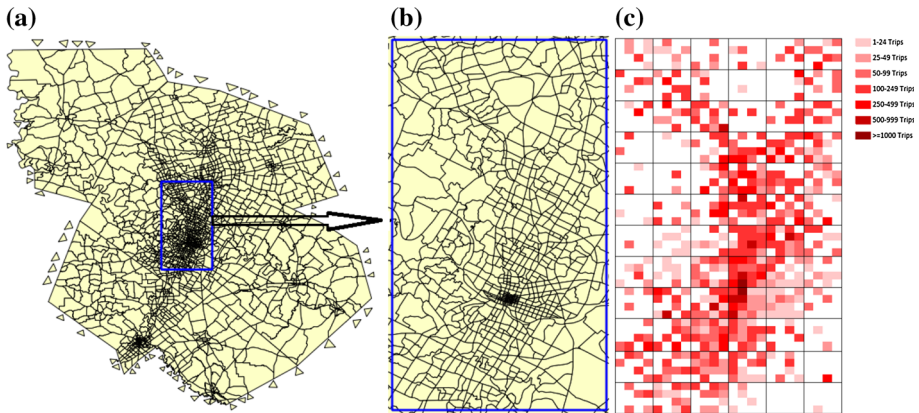 (a)
(b)
(c)
1-24 Trips
25-49 Trips
50-99 Trips
100-249 Trips
250-499 Trips
500-999 Trips
>=1000 Trips